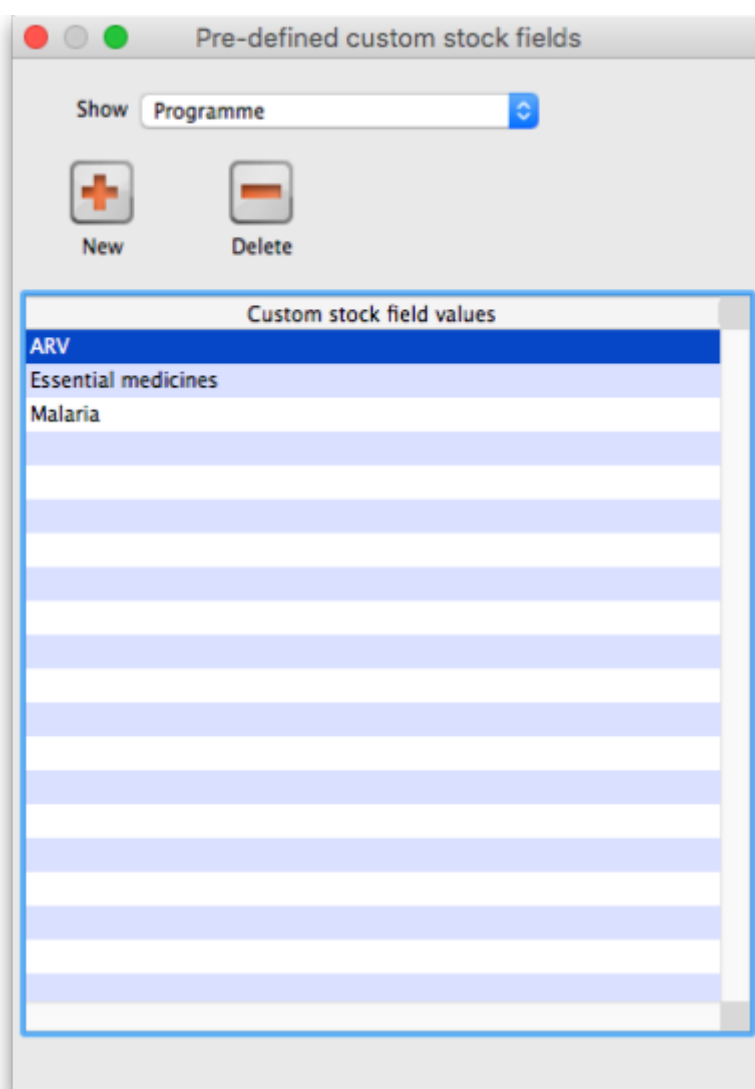 Pre-defined custom stock fields
Show Programme
New Delete
Custom stock field values
ARV
Essential medicines
Malaria